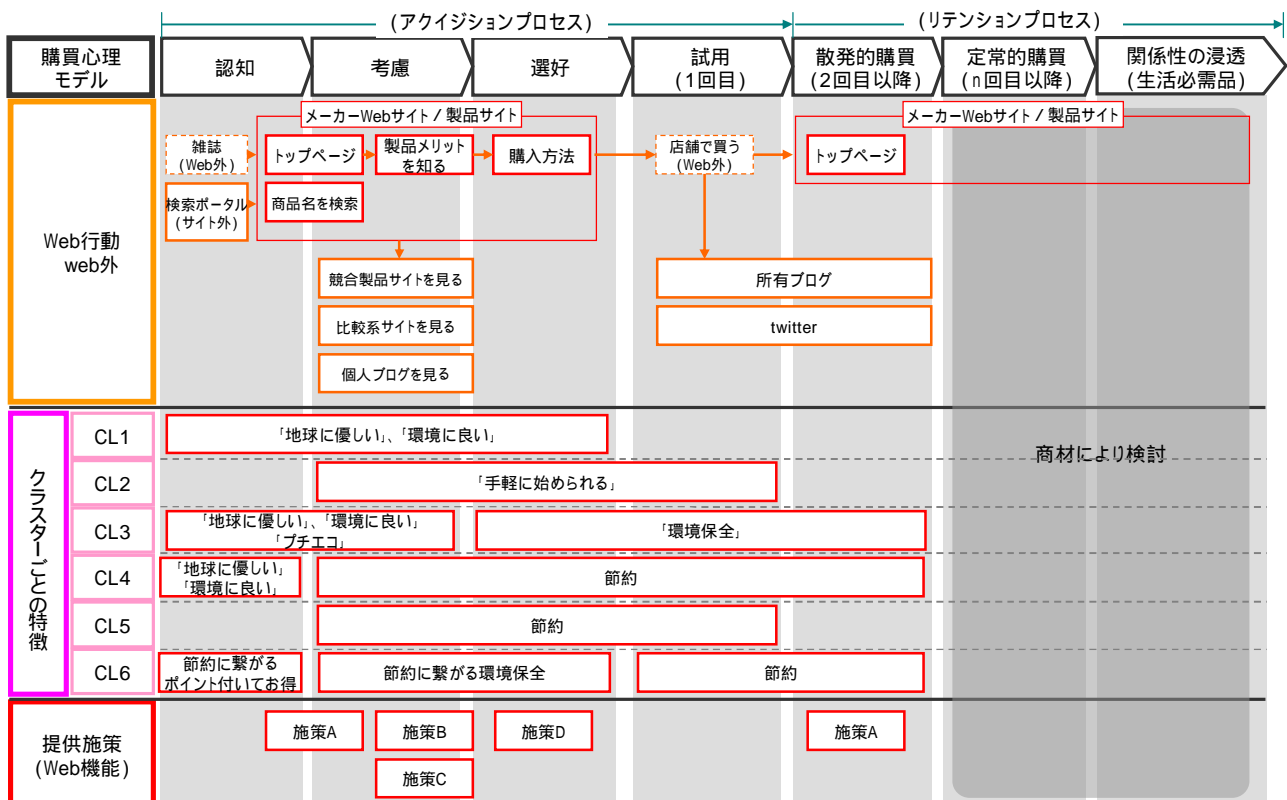 (アクイジションプロセス)
(リテンションプロセス)
購買心理
モデル
認知
考慮
選好
試用
(1回目)
散発的購買
(2回目以降)
定常的購買
(n回目以降)
関係性の浸透
(生活必需品)
Web行動
web外
メーカーWebサイト / 製品サイト
メーカーWebサイト / 製品サイト
雑誌
(Web外)
トップページ
製品メリット
を知る
購入方法
店舗で買う
(Web外)
トップページ
検索ポータル
(サイト外)
商品名を検索
競合製品サイトを見る
所有ブログ
比較系サイトを見る
twitter
個人ブログを見る
クラスターごとの特徴
CL1
「地球に優しい」、「環境に良い」
商材により検討
CL2
「手軽に始められる」
CL3
「地球に優しい」、「環境に良い」
「プチエコ」
「環境保全」
CL4
「地球に優しい」
「環境に良い」
節約
CL5
節約
CL6
節約に繋がる
ポイント付いてお得
節約に繋がる環境保全
節約
提供施策
(Web機能)
施策A
施策B
施策D
施策A
施策C